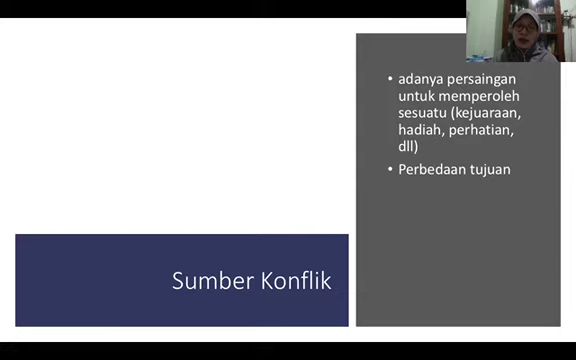 • adanya persaingan
untuk memperoleh
sesuatu (kejuaraan,
hadiah, perhatian,
dll)
• Perbedaan tujuan
Sumber Konflik